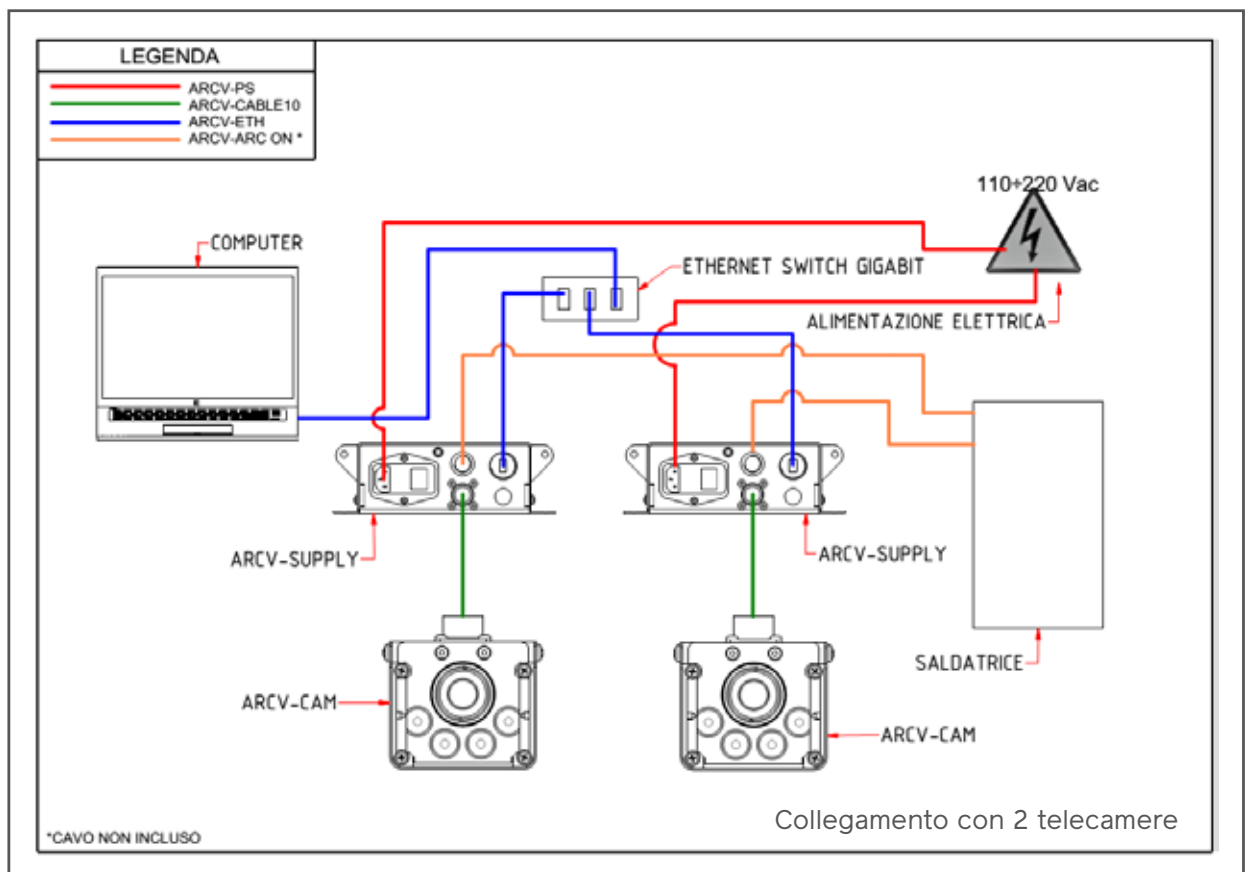 LEGENDA
ARCV-PS
ARCV-CABLE10
ARCV-ETH
ARCV-ARC ON *
110÷220 Vac
COMPUTER
ETHERNET SWITCH GIGABIT
ALIMENTAZIONE ELETTRICA
ARCV-SUPPLY
ARCV-SUPPLY
SALDATRICE
ARCV-CAM
ARCV-CAM
Collegamento con 2 telecamere
*CAVO NON INCLUSO